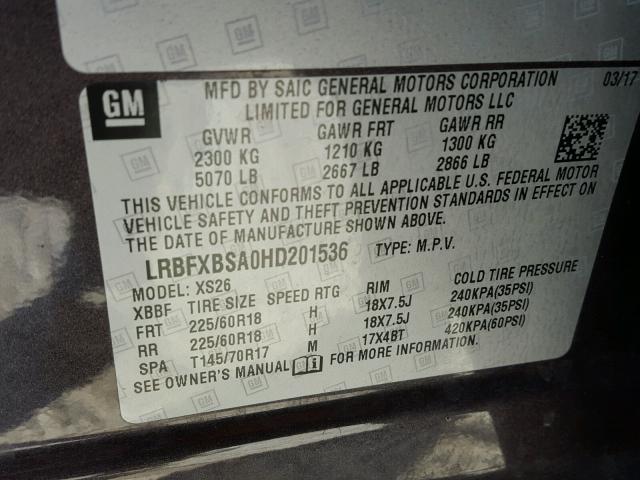 GM
MFD BY SAIC GENERAL MOTORS CORPORATION 03/17
LIMITED FOR GENERAL MOTORS LLC
GVWR GAWR FRT GAWR RR
2300 KG 1210 KG 1300 KG
5070 LB 2667 LB 2866 LB
THIS VEHICLE CONFORMS TO ALL APPLICABLE U.S. FEDERAL MOTOR
VEHICLE SAFETY AND THEFT PREVENTION STANDARDS IN EFFECT ON
THE DATE OF MANUFACTURE SHOWN ABOVE.
LRBFXBSA0HD201536 TYPE: M.P.V.
MODEL: XS26
XBBF TIRE SIZE SPEED RTG RIM COLD TIRE PRESSURE
FRT 225/60R18 H 18X7.5J 240KPA(35PSI)
RR 225/60R18 H 18X7.5J 240KPA(35PSI)
SPA T145/70R17 M 17X4BT 420KPA(60PSI)
SEE OWNER'S MANUAL FOR MORE INFORMATION.